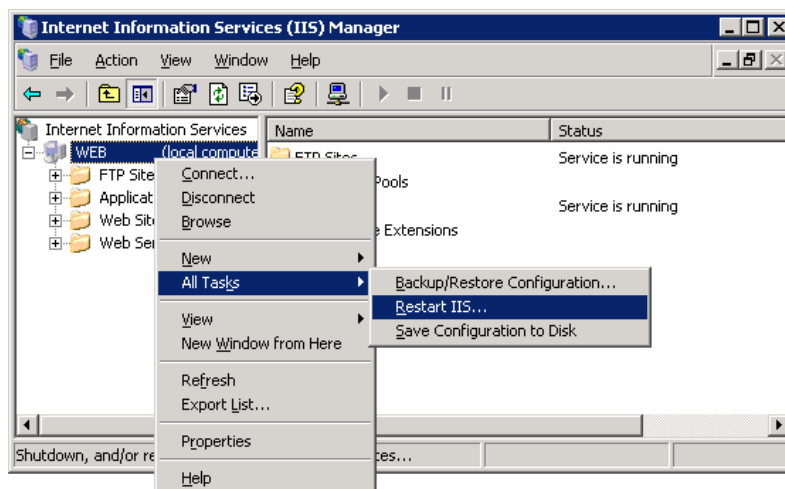 Internet Information Services (IIS) Manager
File Action View Window Help
Internet Information Services
Name Status
WEB (local compute
FTP Sites Service is running
FTP Site
Pools
Applicat
Service is running
Web Sit
Extensions
Web Ser
Connect...
Disconnect
Browse
New
All Tasks
View
New Window from Here
Refresh
Export List...
Properties
Help
Backup/Restore Configuration...
Restart IIS...
Save Configuration to Disk
Shutdown, and/or re ces...